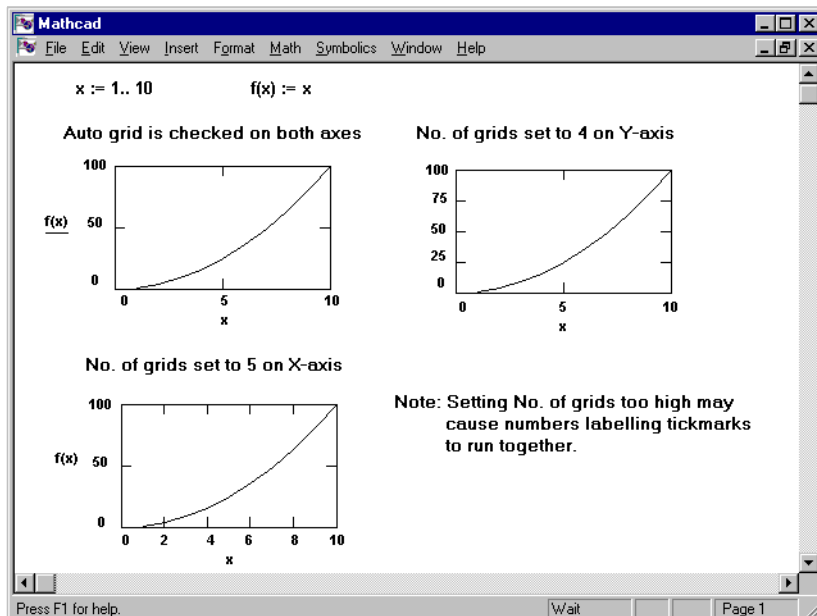 Mathcad
File Edit View Insert Format Math Symbolics Window Help
x := 1.. 10 f(x) := x
Auto grid is checked on both axes
100
f(x) 50
0
0 5 10
x
No. of grids set to 4 on Y-axis
100
75
50
25
0
0 5 10
x
No. of grids set to 5 on X-axis
100
f(x) 50
0
0 2 4 6 8 10
x
Note: Setting No. of grids too high may
cause numbers labelling tickmarks
to run together.
Press F1 for help. Wait Page 1